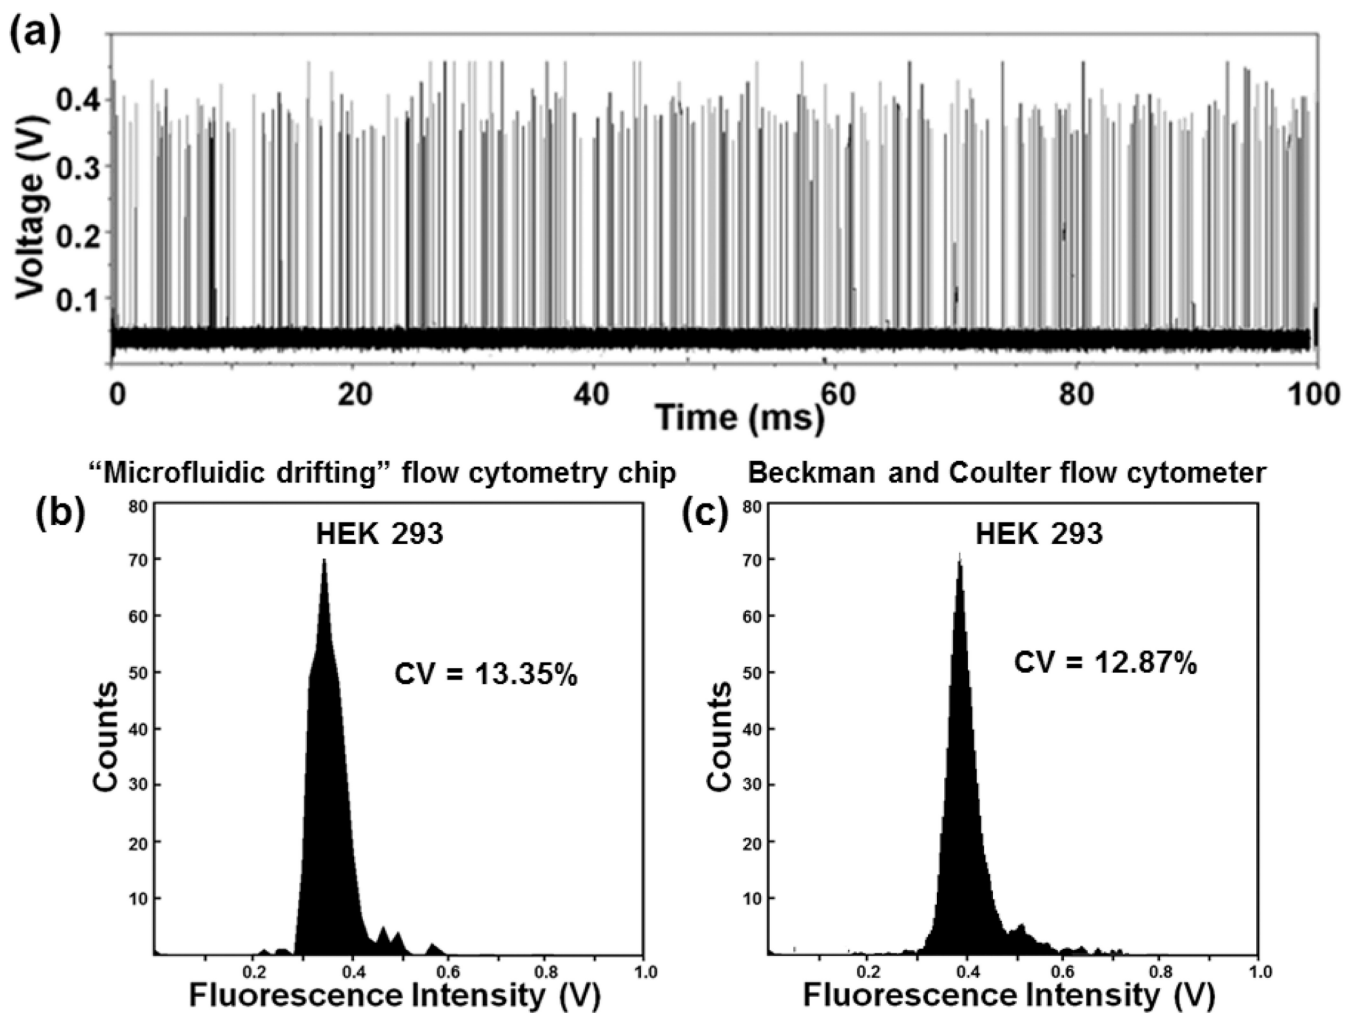 (a)
Voltage (V)
0.4
0.3
0.2
0.1
0 20 40 60 80 100
Time (ms)
“Microfluidic drifting” flow cytometry chip
(b)
HEK 293
CV = 13.35%
Counts
80
70
60
50
40
30
20
10
0.2 0.4 0.6 0.8 1.0
Fluorescence Intensity (V)
Beckman and Coulter flow cytometer
(c)
HEK 293
CV = 12.87%
Counts
80
70
60
50
40
30
20
10
0.2 0.4 0.6 0.8 1.0
Fluorescence Intensity (V)